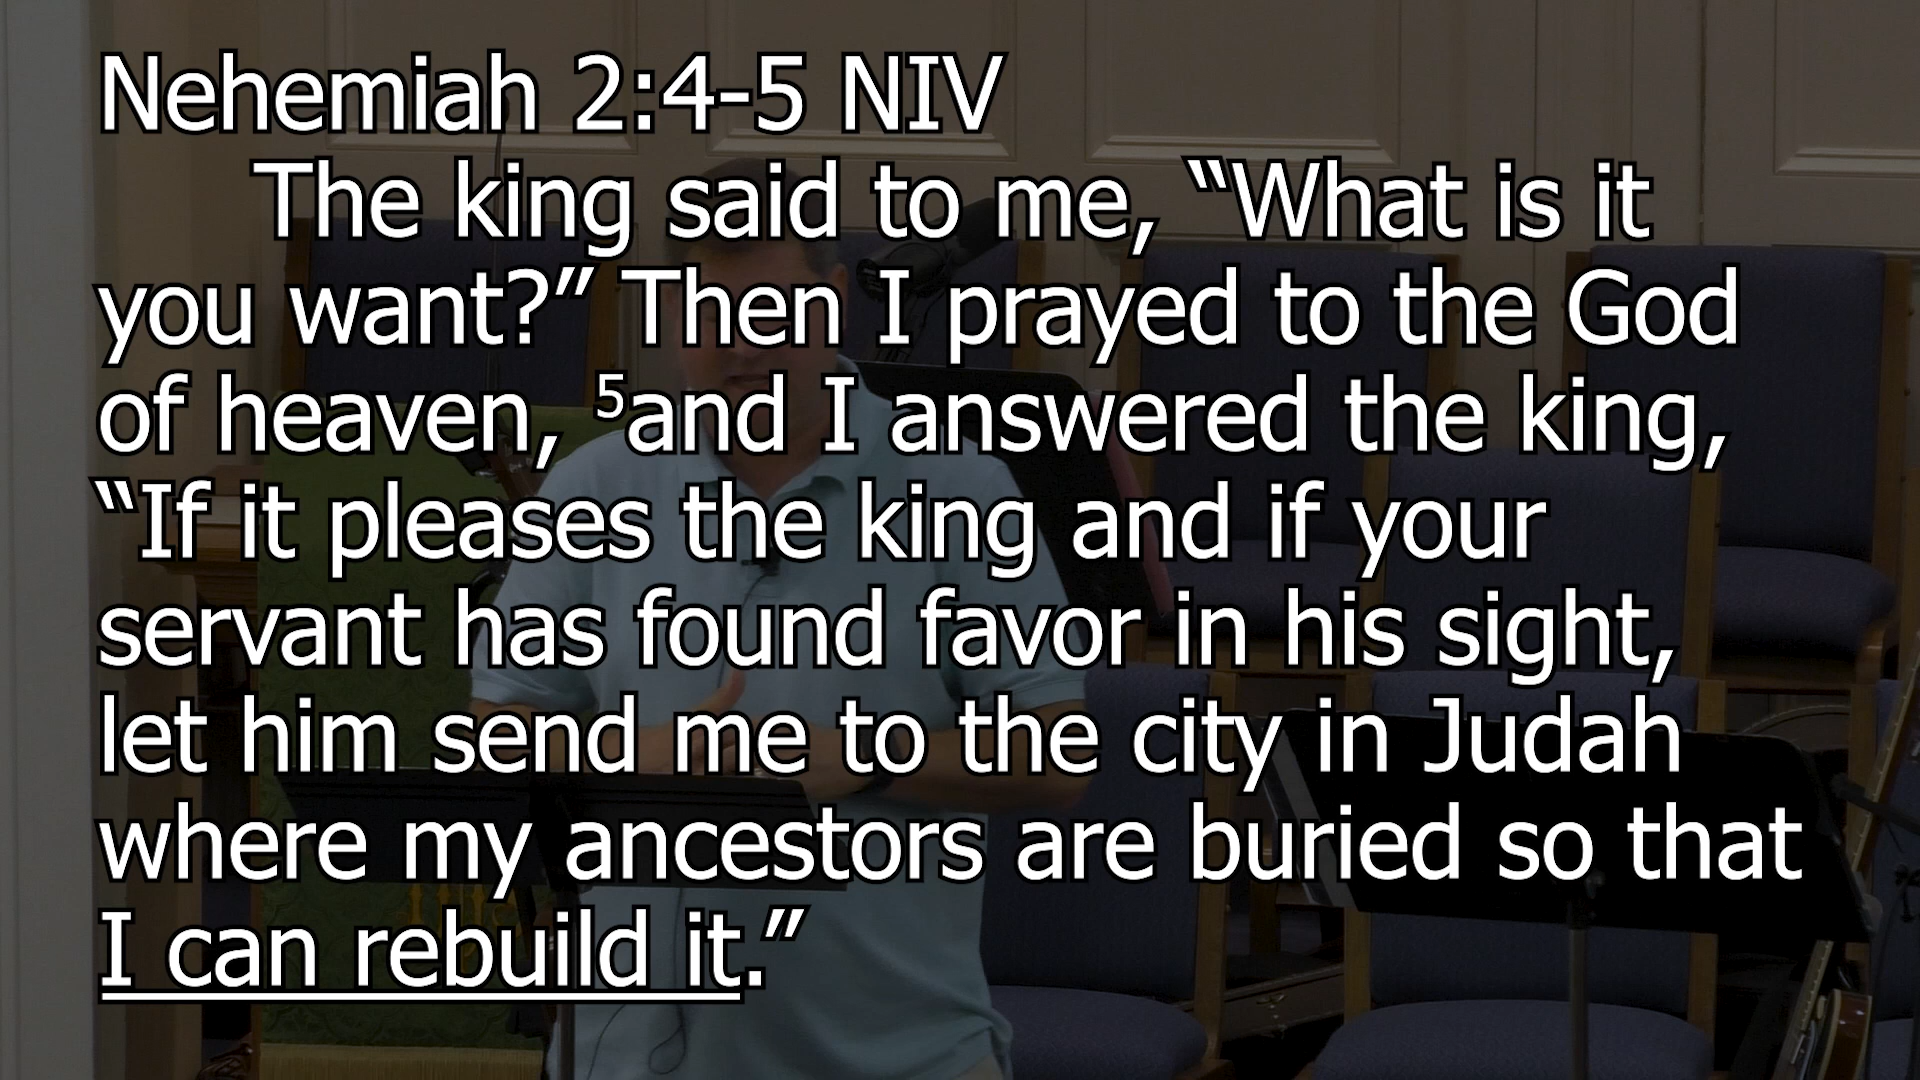 Nehemiah 2:4-5 NIV
The king said to me, “What is it
you want?” Then I prayed to the God
of heaven, ⁵and I answered the king,
“If it pleases the king and if your
servant has found favor in his sight,
let him send me to the city in Judah
where my ancestors are buried so that
I can rebuild it.”